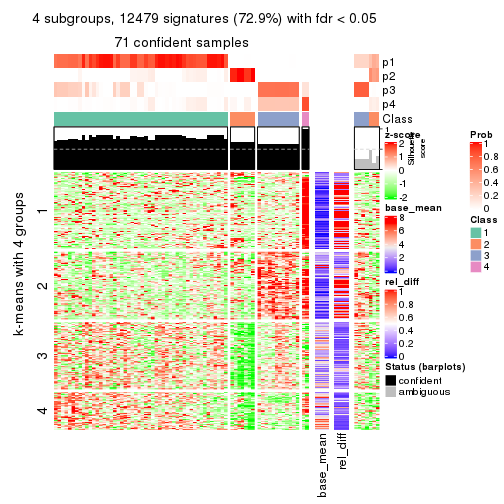 4 subgroups, 12479 signatures (72.9%) with fdr < 0.05
71 confident samples
p1
p2
p3
p4
Class
1
Silhouette
score
k-means with 4 groups
1
2
3
4
base_mean
rel_diff
z-score
2
1
0
-1
-2
base_mean
8
6
4
2
0
rel_diff
1
0.8
0.6
0.4
0.2
0
Status (barplots)
confident
ambiguous
Prob
1
0.8
0.6
0.4
0.2
0
Class
1
2
3
4